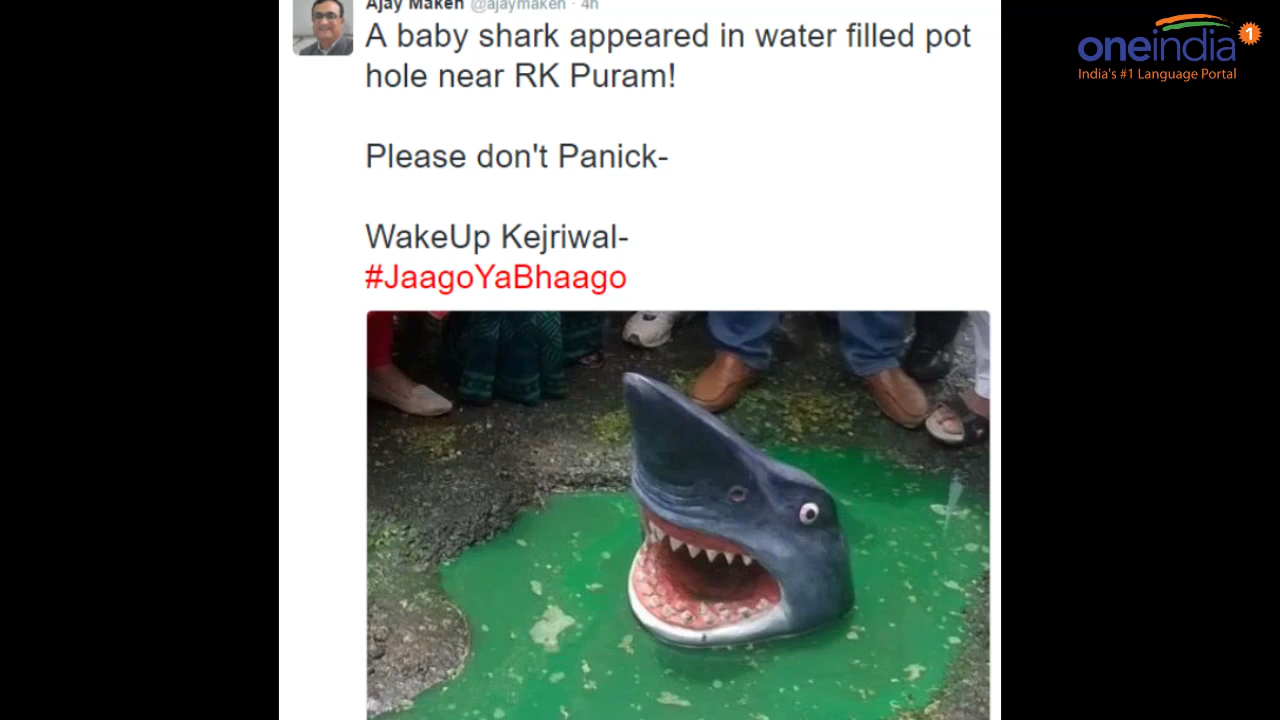 Ajay Maken @ajaymaken · 4h
A baby shark appeared in water filled pot
hole near RK Puram!
Please don't Panick-
WakeUp Kejriwal-
#JaagoYaBhaago
oneindia 1
India's #1 Language Portal